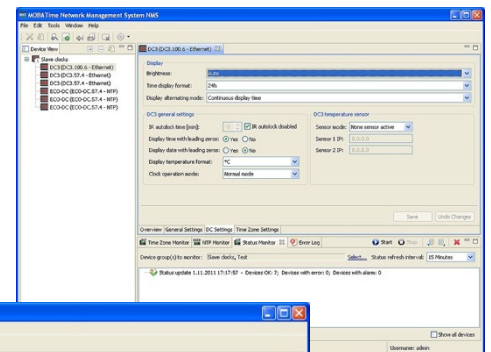 MOBATime Network Management System NMS
File Edit Tools Window Help
Device View
DC3 (DC3.100.6 - Ethernet)
Slave clocks
DC3 (DC3.100.6 - Ethernet)
DC3 (DC3.57.4 - Ethernet)
DC3 (DC3.57.4 - Ethernet)
ECO-DC (ECO-DC.57.4 - NTP)
ECO-DC (ECO-DC.57.4 - NTP)
ECO-DC (ECO-DC.57.4 - NTP)
Display
Brightness: Auto
Time display format: 24h
Display alternating mode: Continuous display time
DC3 general settings
IR autolock time [min]: IR autolock disabled
Display time with leading zeros: Yes No
Display date with leading zeros: Yes No
Display temperature format: °C
Clock operation mode: Normal mode
DC3 temperature sensor
Sensor mode: None sensor active
Sensor 1 IP: 0.0.0.0
Sensor 2 IP: 0.0.0.0
Save Undo Changes
Overview General Settings DC Settings Time Zone Settings
Time Zone Monitor NTP Monitor Status Monitor Error Log Start Stop
Device group(s) to monitor: Slave clocks, Test Select... Status refresh interval: 15 Minutes
Status update 1.11.2011 17:17:57 - Devices OK: 7; Devices with error: 0; Devices with alarm: 0
Show all devices
Username: admin